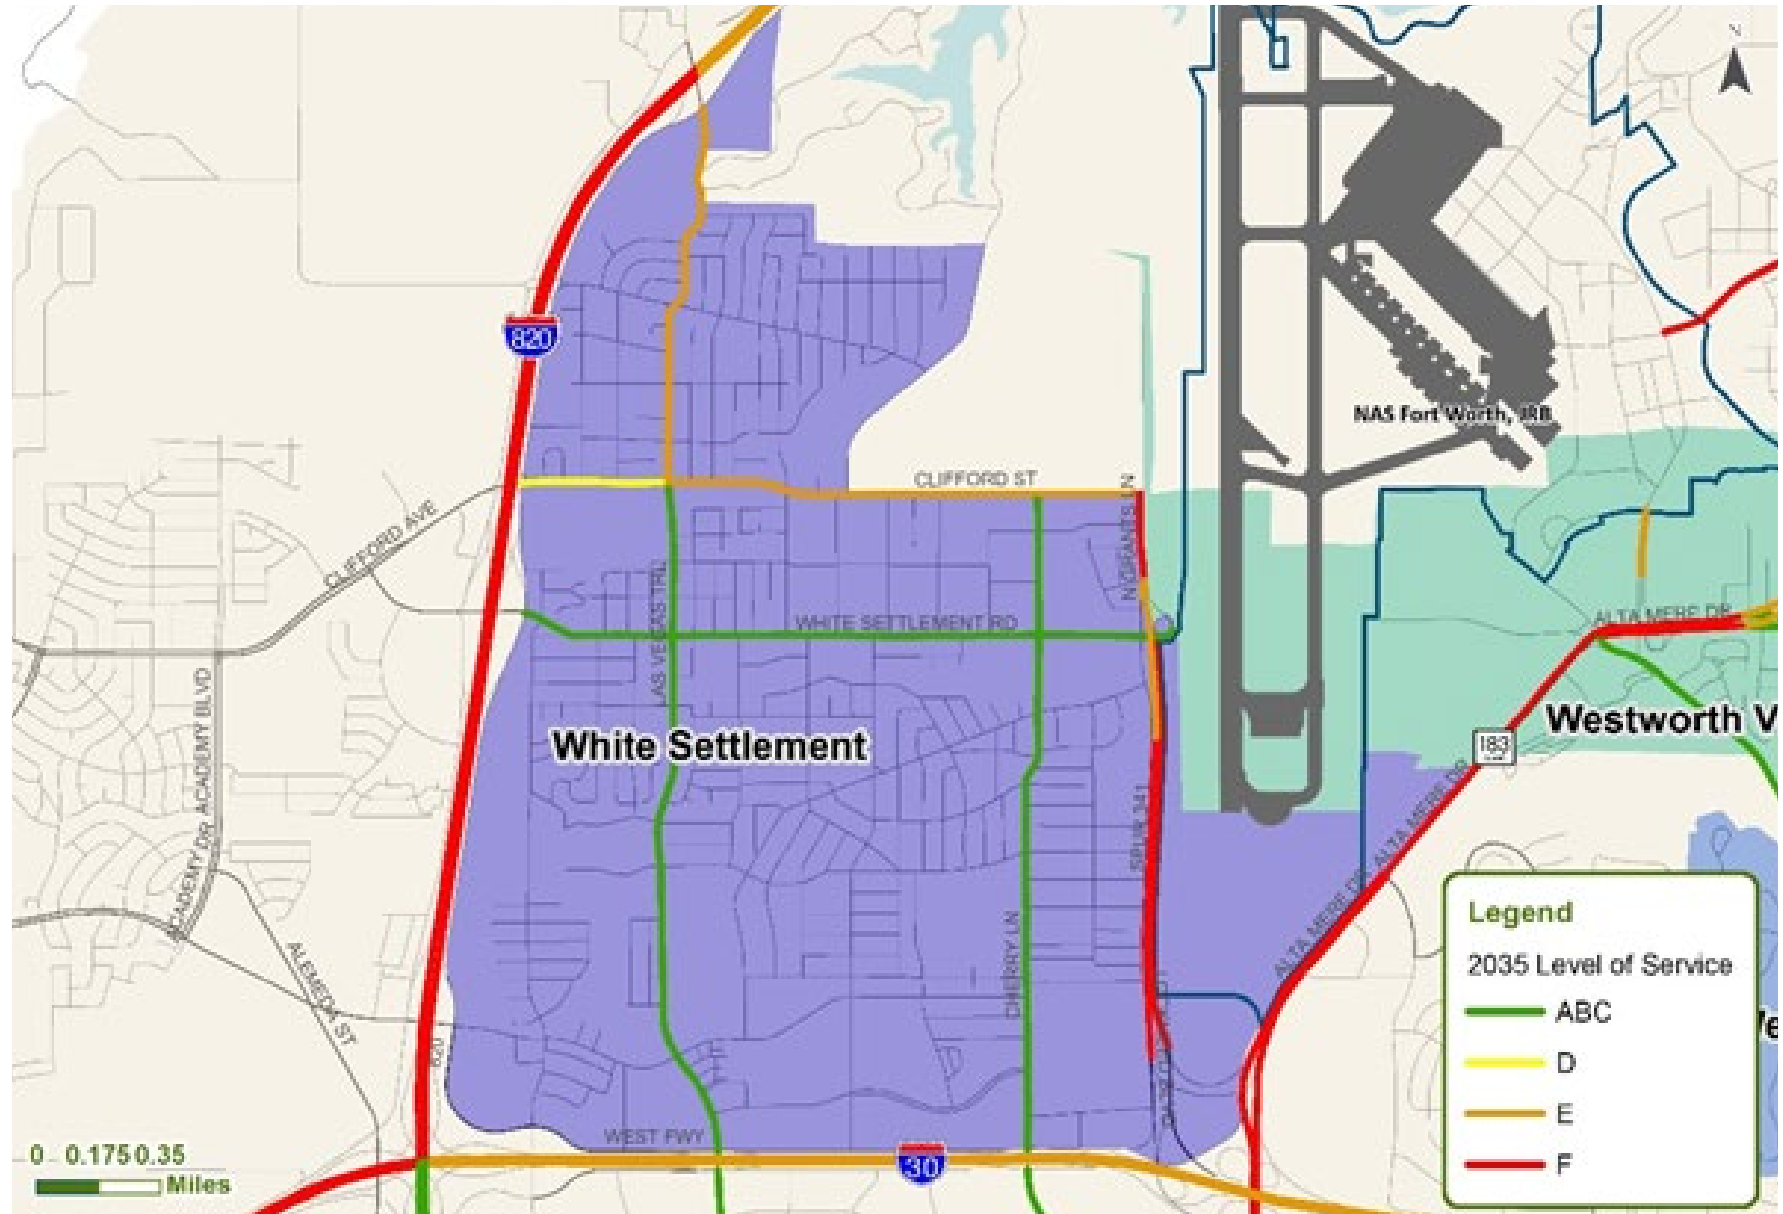 z
820
NAS Fort Worth, JRB
CLIFFORD ST
N GRANTS LN
CLIFFORD AVE
WHITE SETTLEMENT RD
ALTA MERE DR
LAS VEGAS TRL
ACADEMY BLVD
White Settlement
Westworth V
183
ALTA MERE DR
ALTA MERE DR
SPUR 341
ACADEMY DR
CHERRY LN
ALEMEDA ST
820
WEST FWY
30
0 0.175 0.35
Miles
Legend
2035 Level of Service
ABC
D
E
F